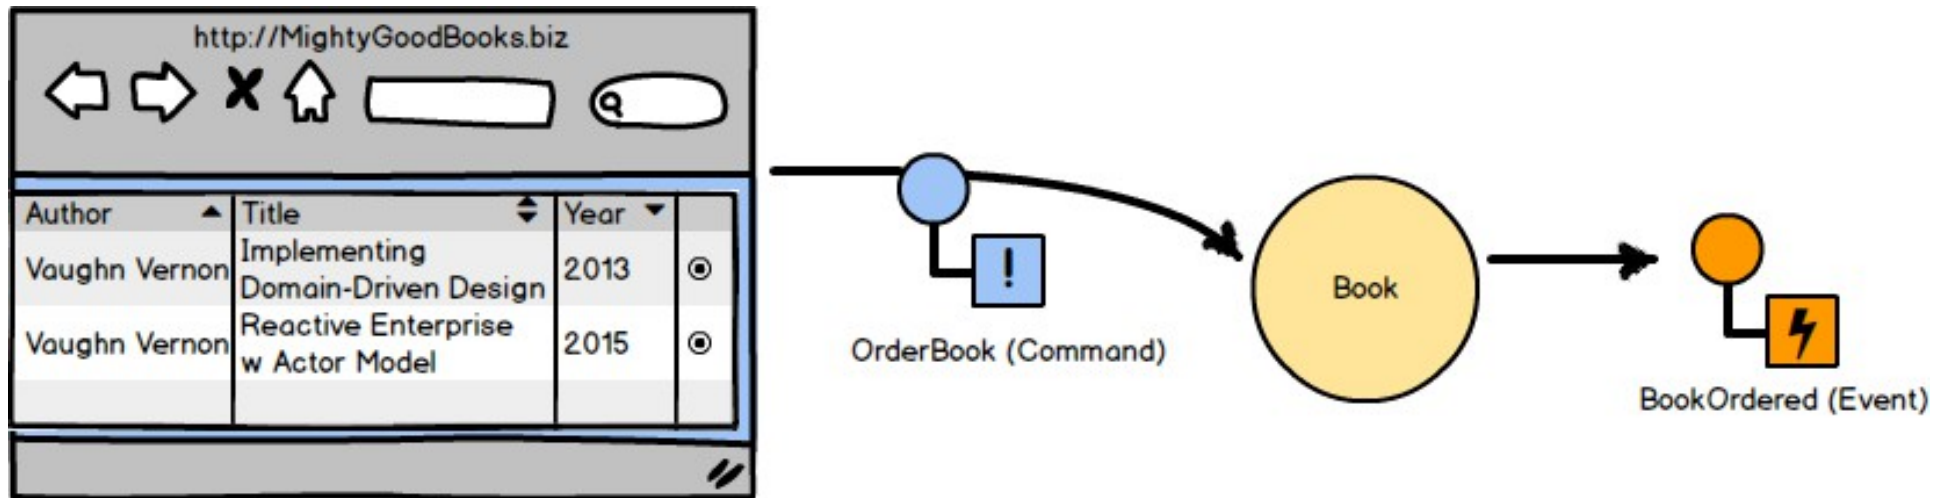 http://MightyGoodBooks.biz
Author Title Year
Vaughn Vernon Implementing 2013
Domain-Driven Design
Vaughn Vernon Reactive Enterprise 2015
w Actor Model
OrderBook (Command)
Book
!
BookOrdered (Event)